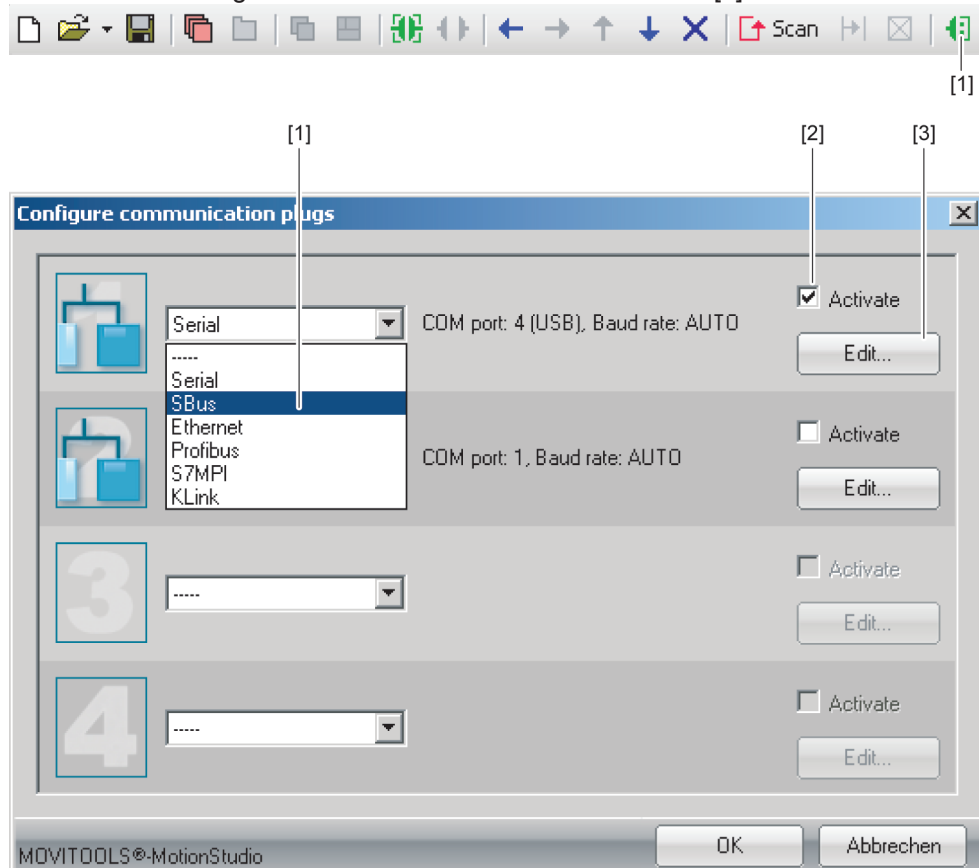 Scan
[1]
[1] [2] [3]
Configure communication plugs
Serial
COM port: 4 (USB), Baud rate: AUTO
Activate
Edit...
-----
Serial
SBus
Ethernet
Profibus
S7MPI
KLink
COM port: 1, Baud rate: AUTO
Activate
Edit...
3
-----
Activate
Edit...
4
-----
Activate
Edit...
MOVITOOLS®-MotionStudio
OK
Abbrechen